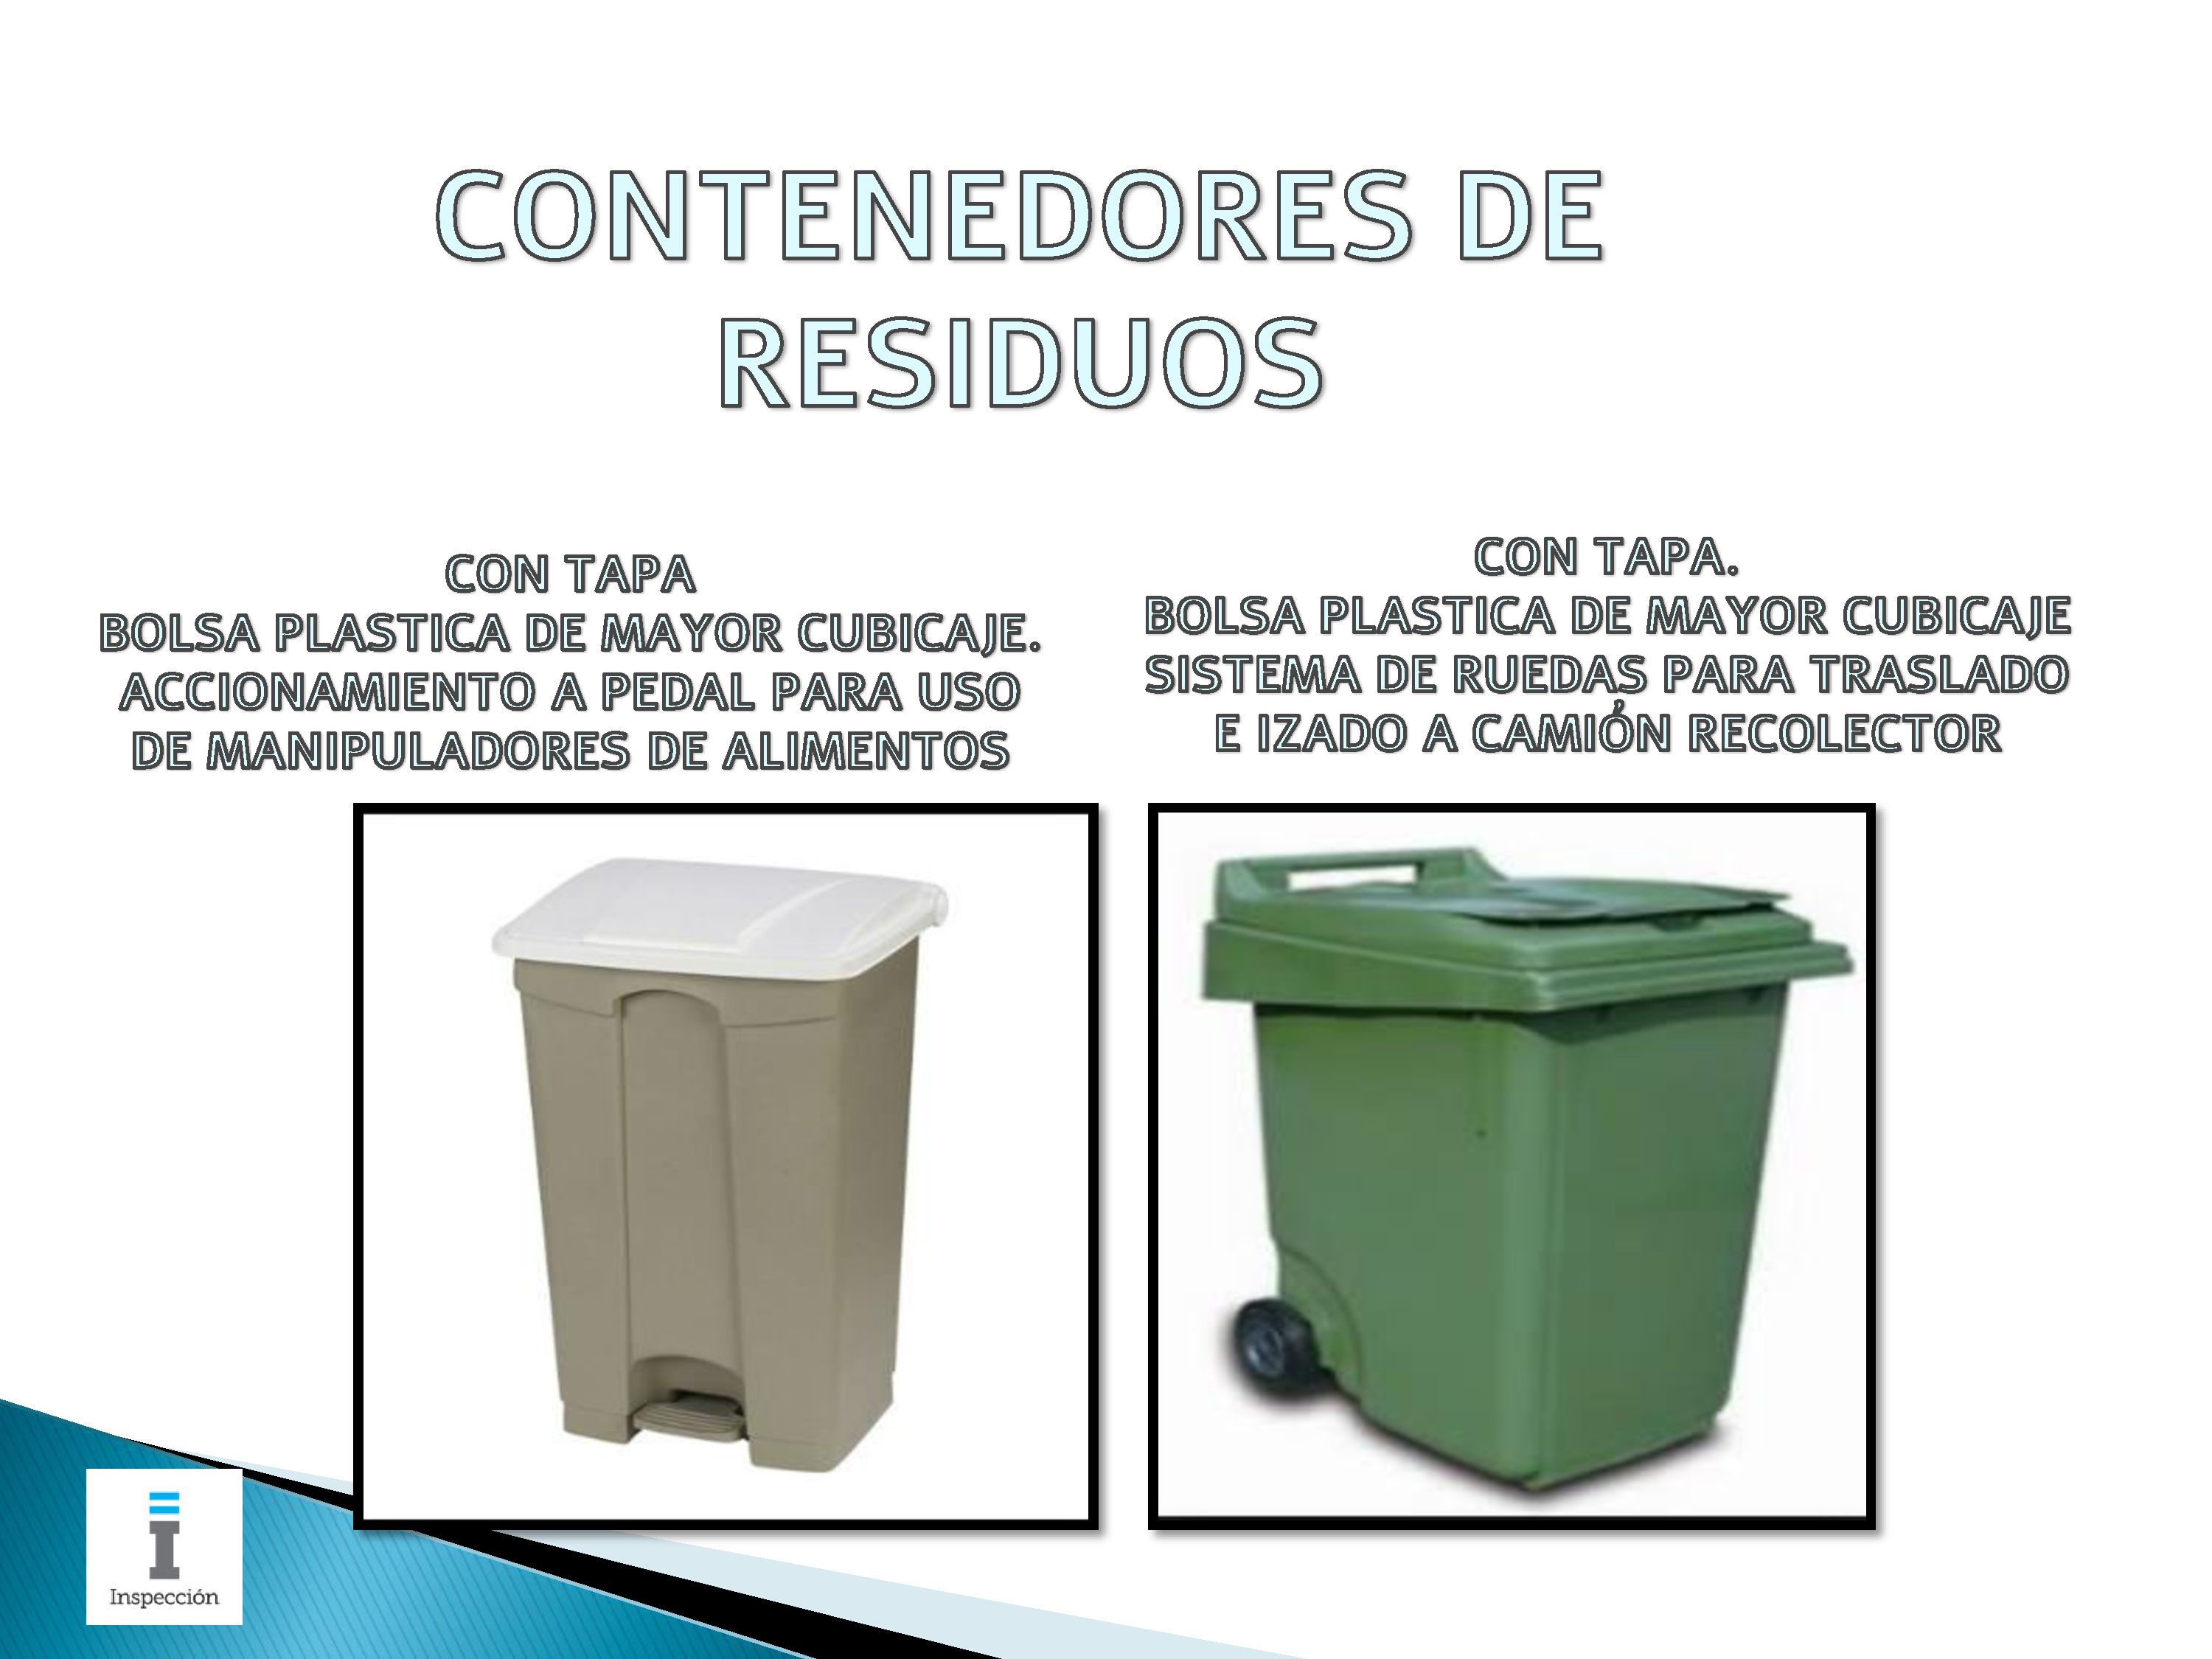 CONTENEDORES DE
RESIDUOS
CON TAPA
BOLSA PLASTICA DE MAYOR CUBICAJE.
ACCIONAMIENTO A PEDAL PARA USO
DE MANIPULADORES DE ALIMENTOS
CON TAPA.
BOLSA PLASTICA DE MAYOR CUBICAJE
SISTEMA DE RUEDAS PARA TRASLADO
E IZADO A CAMIÓN RECOLECTOR
Inspección